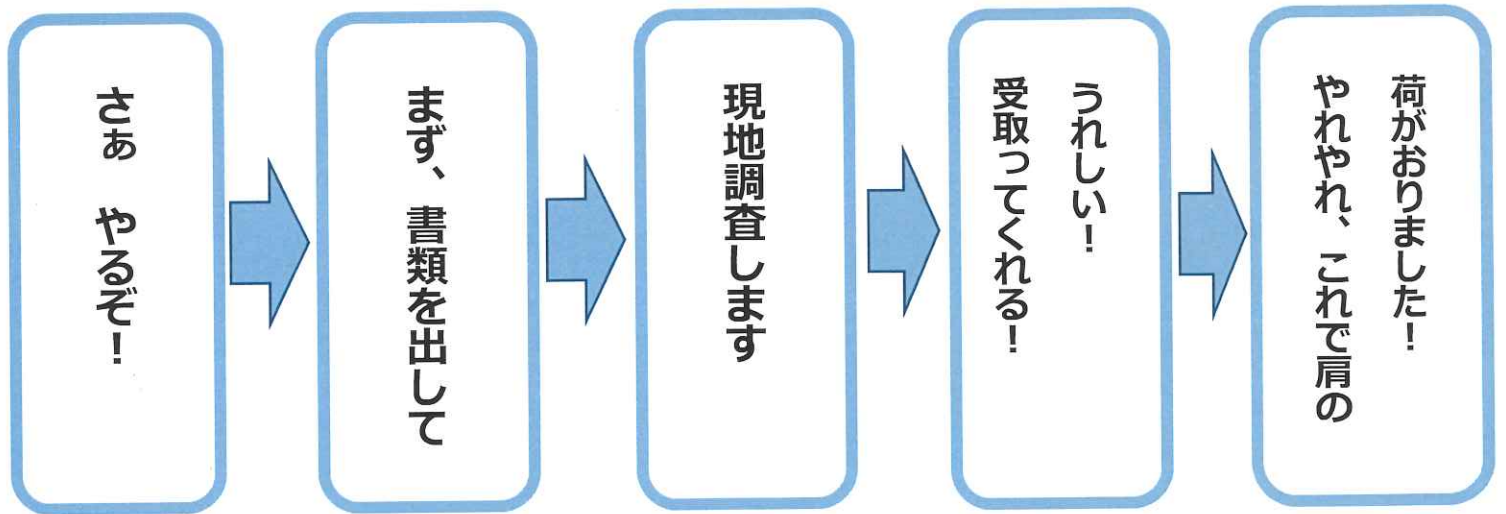 さぁ　やるぞ！
まず、書類を出して
現地調査します
うれしい！
受取ってくれる！
やれやれ、これで肩の
荷がおりました！